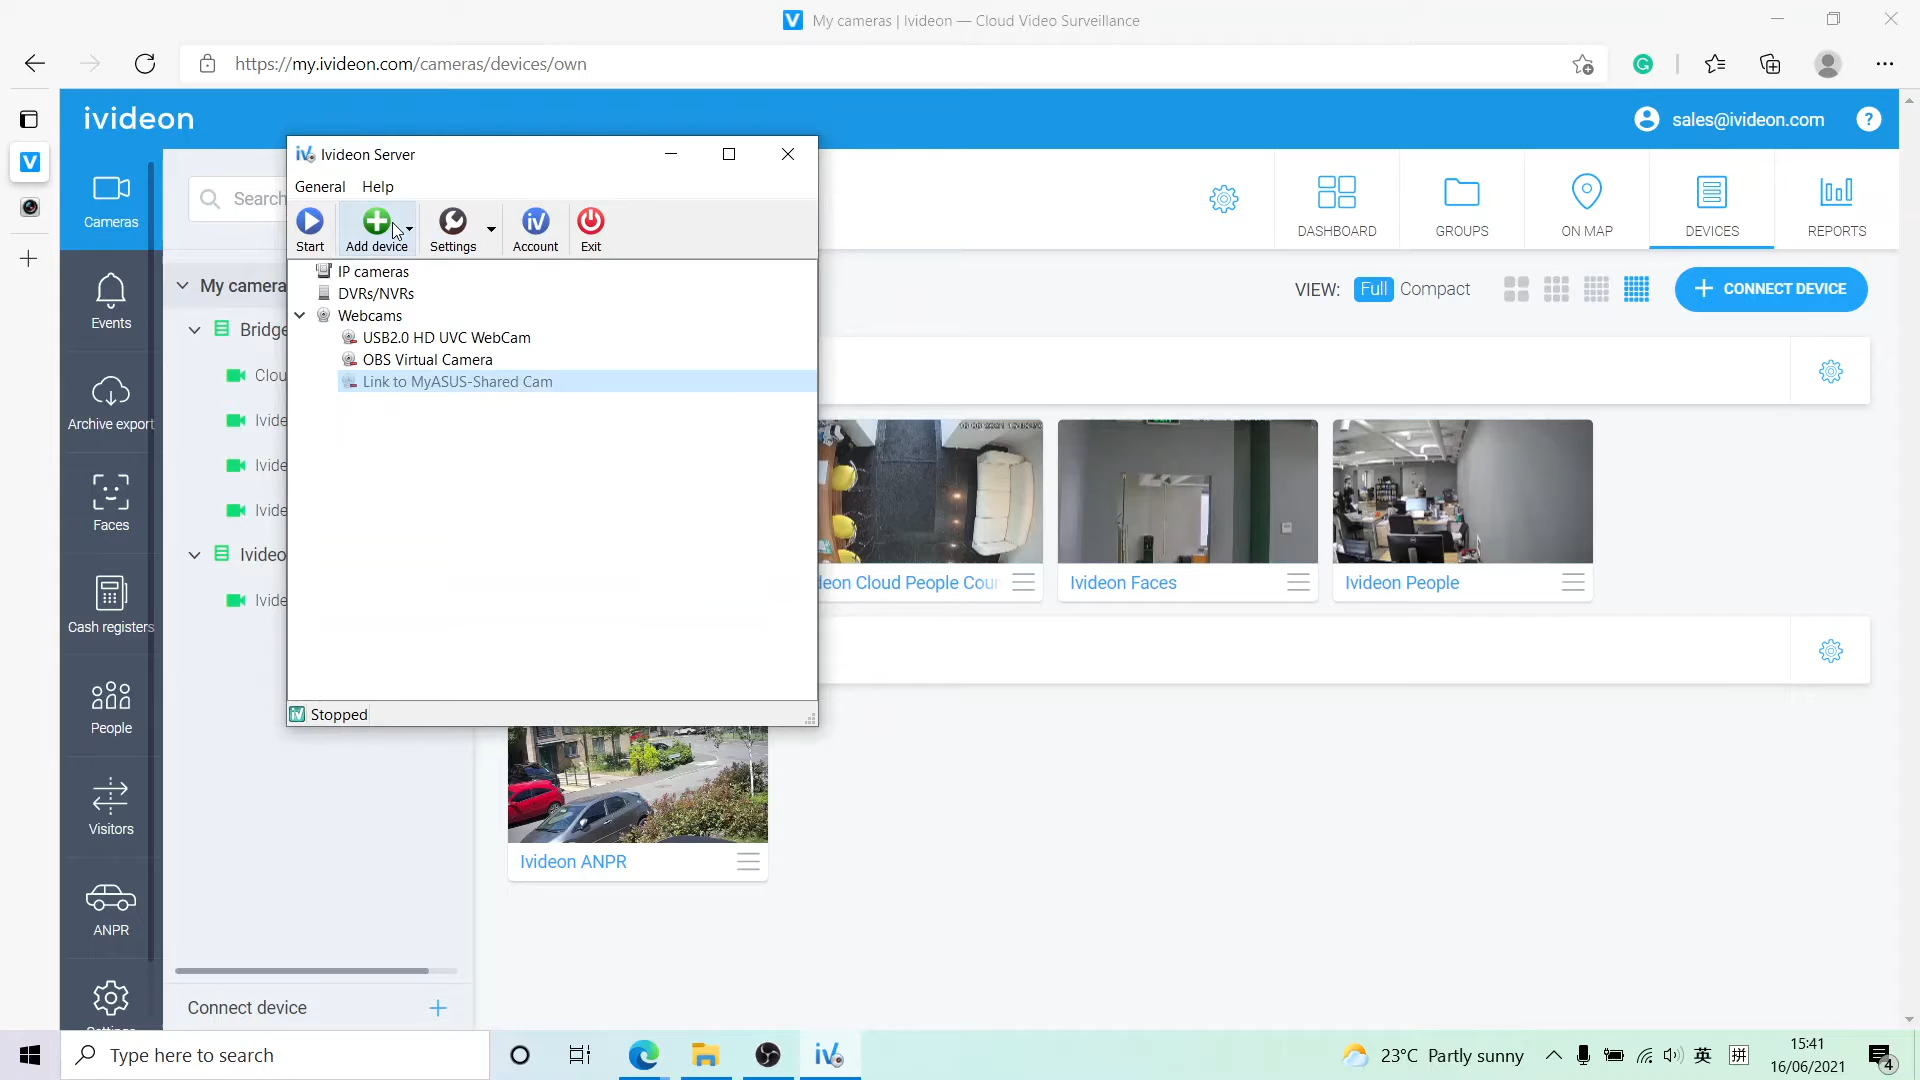 My cameras | Ivideon — Cloud Video Surveillance
https://my.ivideon.com/cameras/devices/own
ivideon
sales@ivideon.com
?
Ivideon Server
General Help
Start
Add device
Settings
Account
Exit
IP cameras
DVRs/NVRs
Webcams
USB2.0 HD UVC WebCam
OBS Virtual Camera
Link to MyASUS-Shared Cam
Stopped
Cameras
Events
Archive export
Faces
Cash registers
People
Visitors
ANPR
Search
My camera
Bridge
Clou
Ivide
Ivide
Ivide
Ivideo
Ivide
Connect device
DASHBOARD
GROUPS
ON MAP
DEVICES
REPORTS
VIEW: Full Compact
CONNECT DEVICE
deon Cloud People Coun
Ivideon Faces
Ivideon People
Ivideon ANPR
Type here to search
23°C Partly sunny
英
拼
15:41
16/06/2021
4